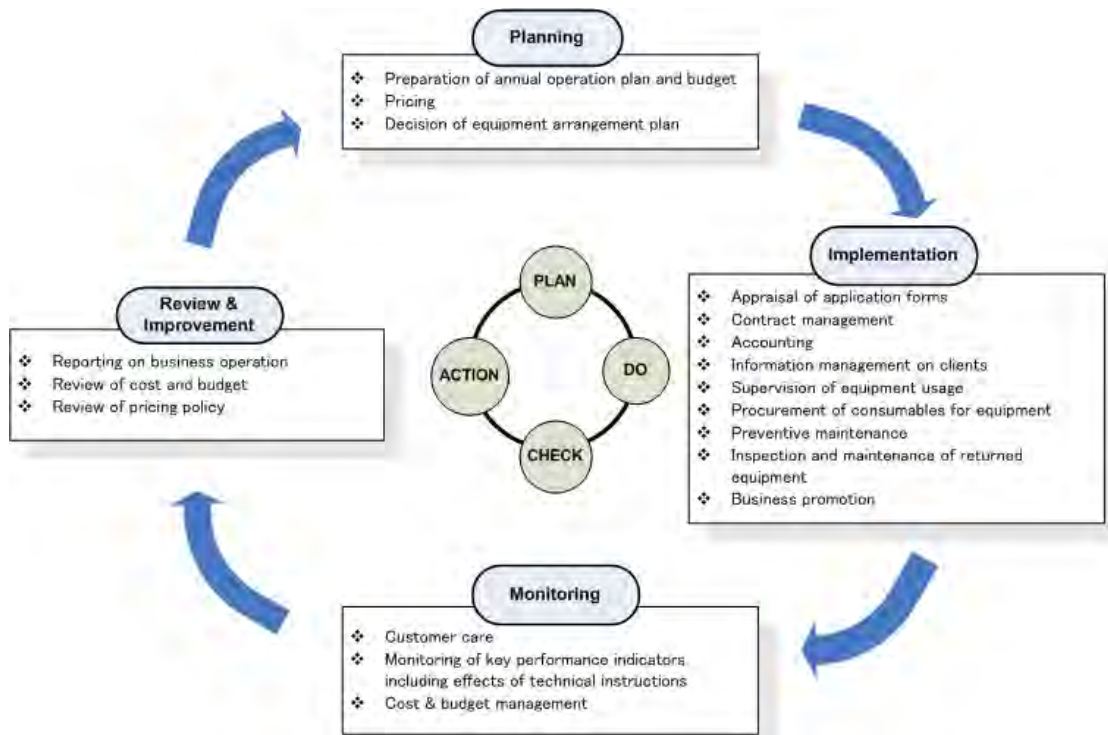 Planning
❖ Preparation of annual operation plan and budget
❖ Pricing
❖ Decision of equipment arrangement plan
Implementation
❖ Appraisal of application forms
❖ Contract management
❖ Accounting
❖ Information management on clients
❖ Supervision of equipment usage
❖ Procurement of consumables for equipment
❖ Preventive maintenance
❖ Inspection and maintenance of returned
equipment
❖ Business promotion
Monitoring
❖ Customer care
❖ Monitoring of key performance indicators
including effects of technical instructions
❖ Cost & budget management
Review &
Improvement
❖ Reporting on business operation
❖ Review of cost and budget
❖ Review of pricing policy
PLAN
DO
CHECK
ACTION